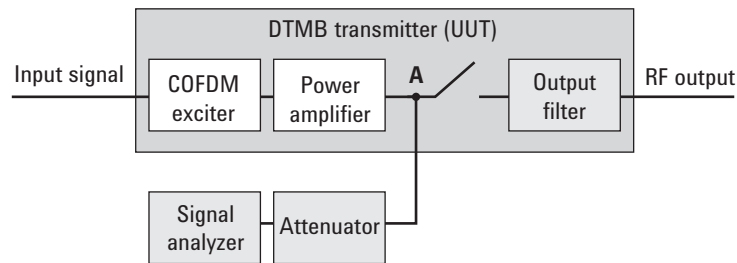 DTMB transmitter (UUT)
Input signal
COFDM
exciter
Power
amplifier
A
Output
filter
RF output
Signal
analyzer
Attenuator